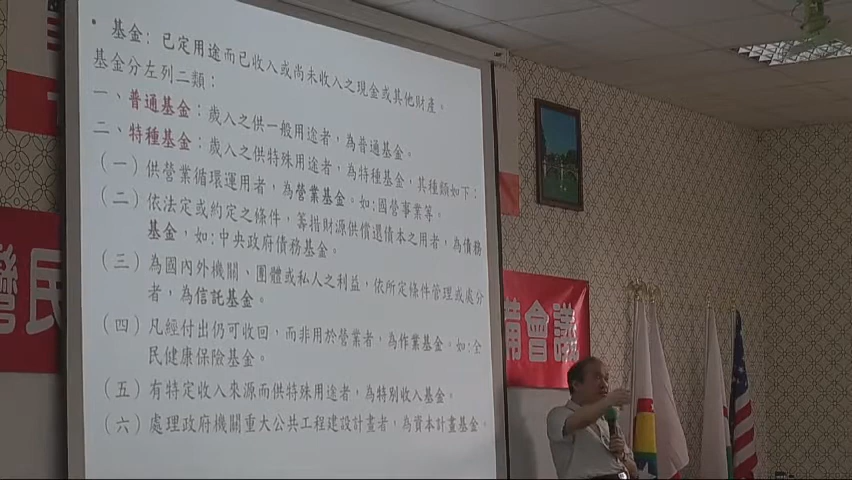 • 基金：已定用途而已收入或尚未收入之現金或其他財產。
基金分左列二類：
一、普通基金：歲入之供一般用途者，為普通基金。
二、特種基金：歲入之供特殊用途者，為特種基金，其種類如下：
（一）供營業循環運用者，為營業基金。如:國營事業等。
（二）依法定或約定之條件，籌措財源供償還債本之用者，為債務
基金，如:中央政府債務基金。
（三）為國內外機關、團體或私人之利益，依所定條件管理或處分
者，為信託基金。
（四）凡經付出仍可收回，而非用於營業者，為作業基金。如:全
民健康保險基金。
（五）有特定收入來源而供特殊用途者，為特別收入基金。
（六）處理政府機關重大公共工程建設計畫者，為資本計畫基金。
灣民
備會議